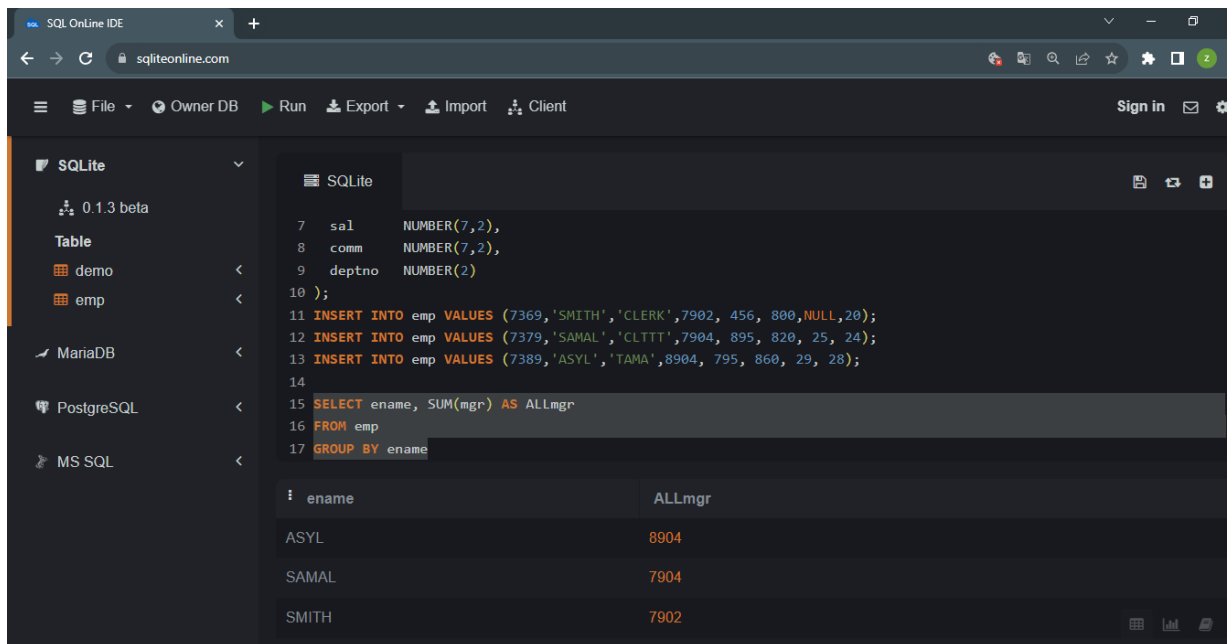 SQL OnLine IDE
sqliteonline.com
Z
File Owner DB Run Export Import Client Sign in
SQLite
0.1.3 beta
Table
demo
emp
MariaDB
PostgreSQL
MS SQL
SQLite
7 sal NUMBER(7,2),
8 comm NUMBER(7,2),
9 deptno NUMBER(2)
10 );
11 INSERT INTO emp VALUES (7369,'SMITH','CLERK',7902, 456, 800,NULL,20);
12 INSERT INTO emp VALUES (7379,'SAMAL','CLTTT',7904, 895, 820, 25, 24);
13 INSERT INTO emp VALUES (7389,'ASYL','TAMA',8904, 795, 860, 29, 28);
14
15 SELECT ename, SUM(mgr) AS ALLmgr
16 FROM emp
17 GROUP BY ename
ename ALLmgr
ASYL 8904
SAMAL 7904
SMITH 7902